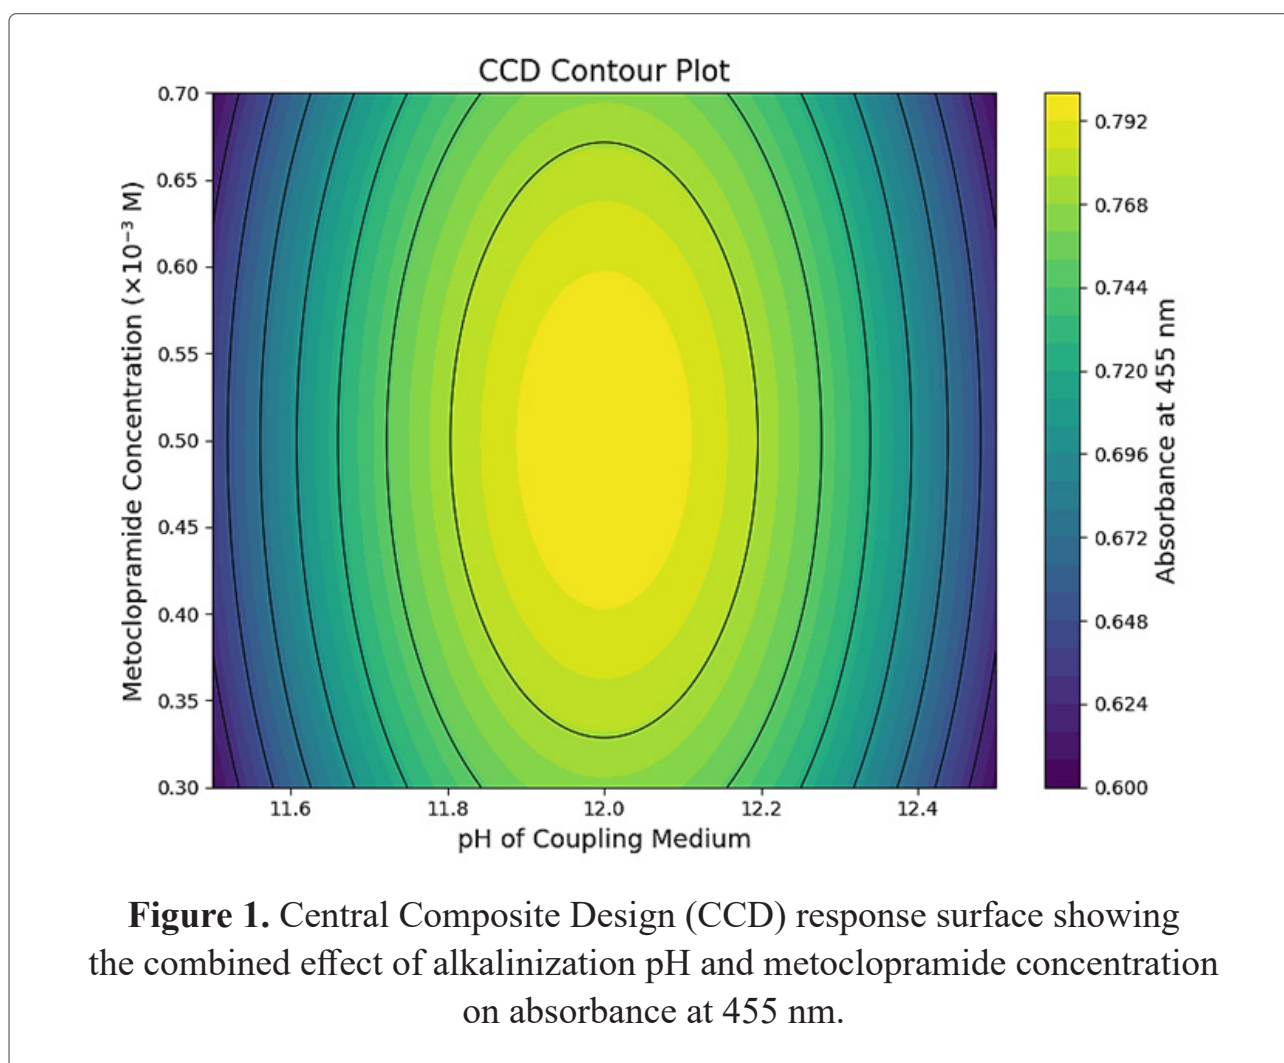 CCD Contour Plot
0.70
0.65
0.60
0.55
0.50
0.45
0.40
0.35
0.30
Metoclopramide Concentration (×10⁻³ M)
11.6 11.8 12.0 12.2 12.4
pH of Coupling Medium
0.792
0.768
0.744
0.720
0.696
0.672
0.648
0.624
0.600
Absorbance at 455 nm
Figure 1. Central Composite Design (CCD) response surface showing
the combined effect of alkalinization pH and metoclopramide concentration
on absorbance at 455 nm.